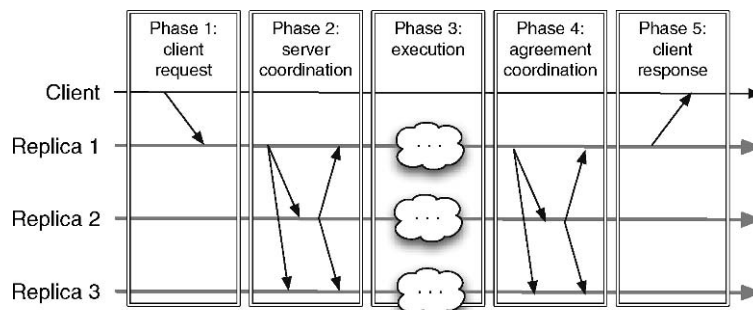 Phase 1:
client
request
Phase 2:
server
coordination
Phase 3:
execution
Phase 4:
agreement
coordination
Phase 5:
client
response
Client
Replica 1
Replica 2
Replica 3
. . .
. . .
. . .